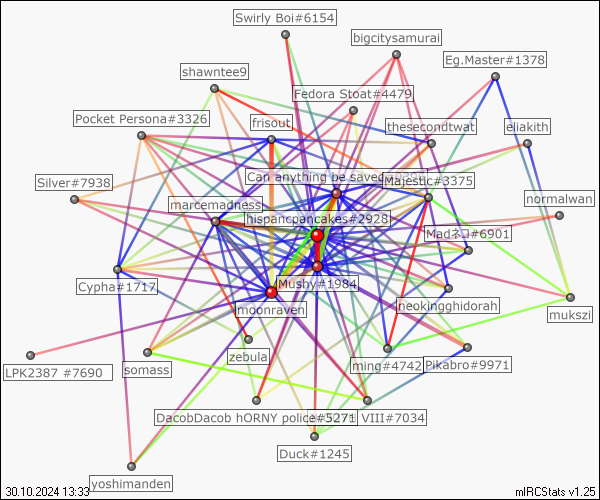 Swirly Boi#6154
bigcitysamurai
Eg.Master#1378
shawntee9
Fedora Stoat#4479
Pocket Persona#3326
frisout
thesecondtwat
eliakith
Can anything be saved
Silver#7938
Majestic#3375
marcemadness
normalwan
hispancpancakes#2928
Madネロ#6901
Cypha#1717
Mushy#1984
moonraven
neokingghidorah
mukszi
zebula
LPK2387 #7690
somass
ming#4742
Pikabro#9971
DacobDacob hORNY police#5271
VIII#7034
Duck#1245
yoshimanden
30.10.2024 13:33
mIRCStats v1.25